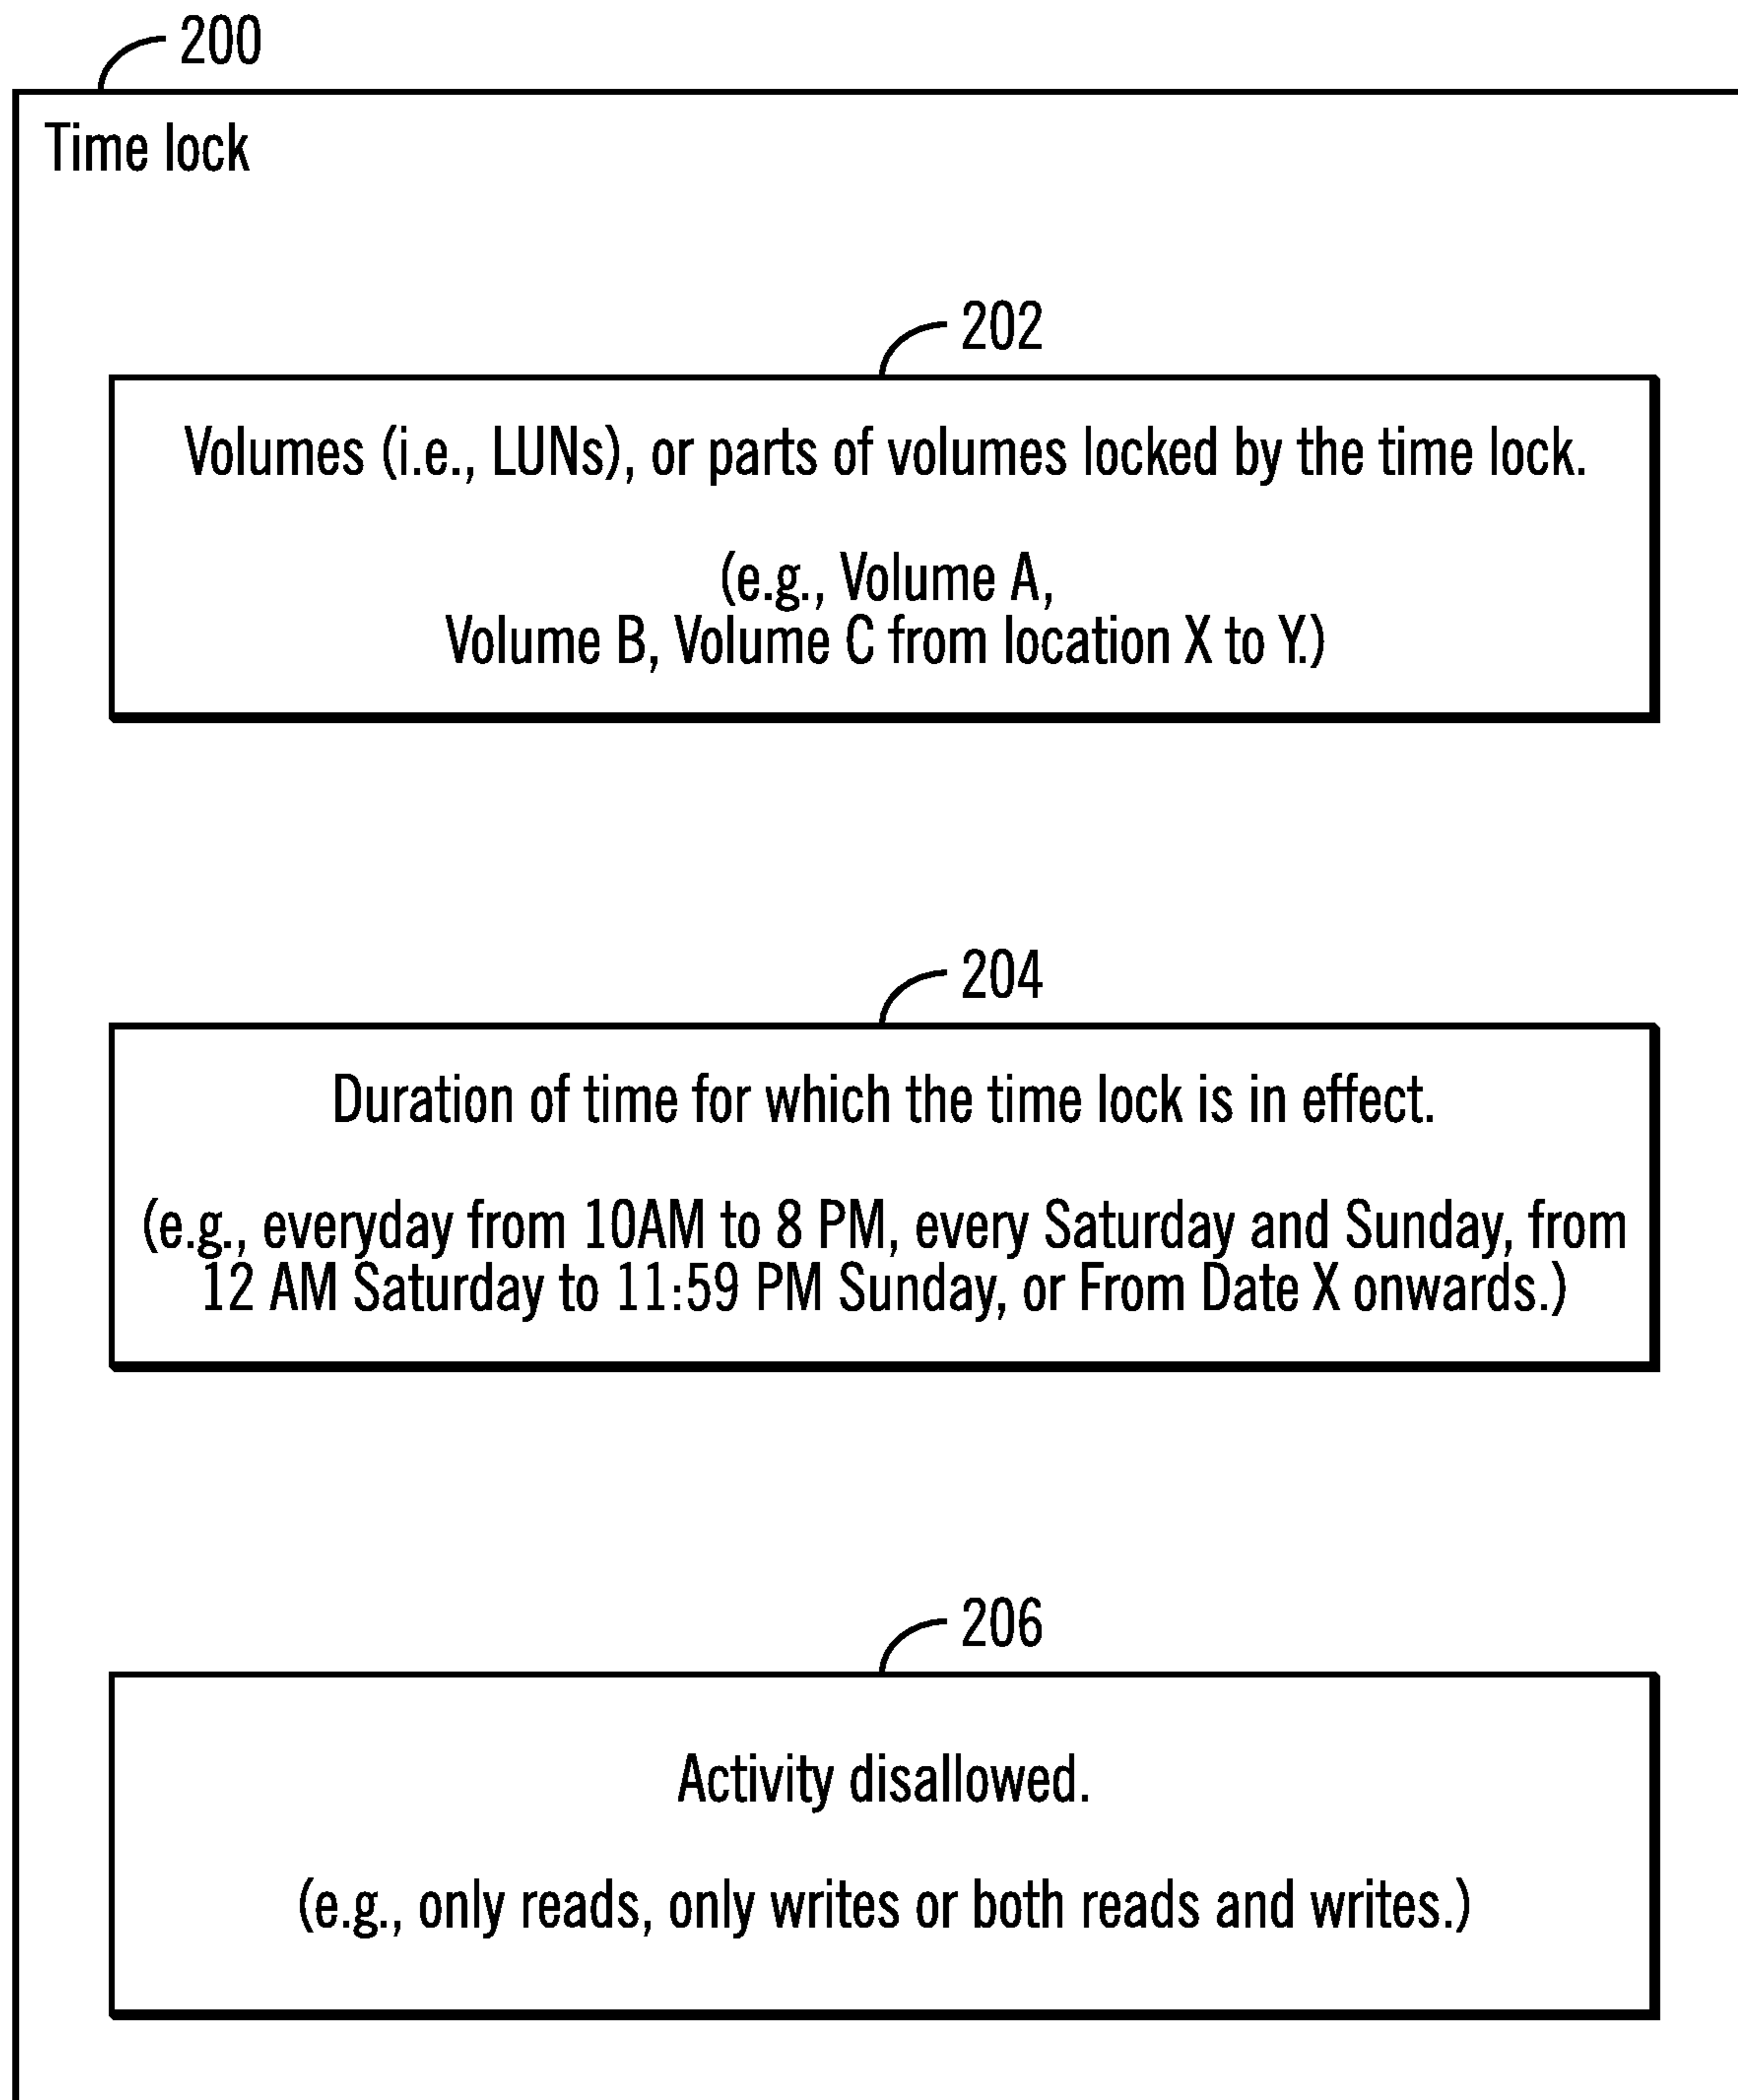 200
Time lock
202
Volumes (i.e., LUNs), or parts of volumes locked by the time lock.
(e.g., Volume A,
Volume B, Volume C from location X to Y.)
204
Duration of time for which the time lock is in effect.
(e.g., everyday from 10AM to 8 PM, every Saturday and Sunday, from
12 AM Saturday to 11:59 PM Sunday, or From Date X onwards.)
206
Activity disallowed.
(e.g., only reads, only writes or both reads and writes.)